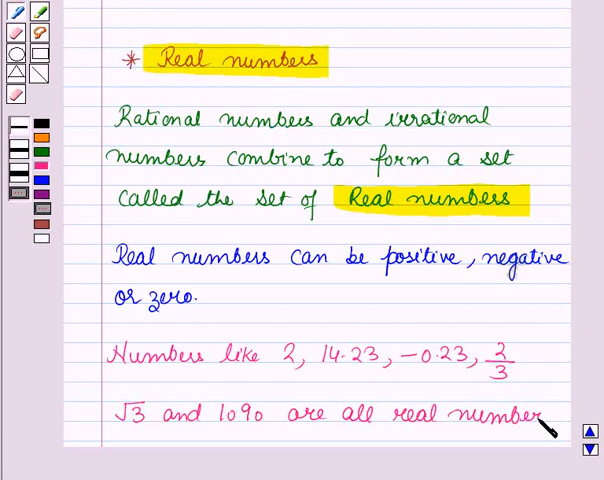 * Real numbers
Rational numbers and irrational
numbers combine to form a set
called the set of Real numbers
Real numbers can be positive, negative
or zero.
Numbers like 2, 14.23, -0.23, 2/3
√3 and 1090 are all real number